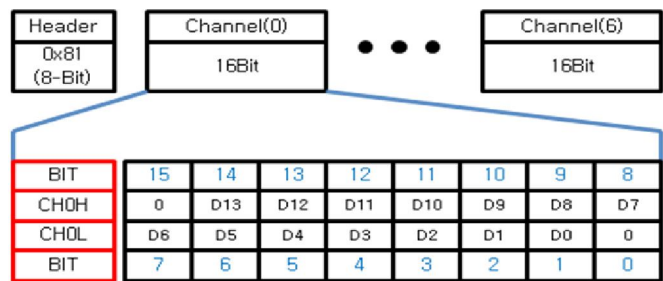 Header Channel(0) Channel(6)
0x81 16Bit 16Bit
(8-Bit)
BIT 15 14 13 12 11 10 9 8
CH0H 0 D13 D12 D11 D10 D9 D8 D7
CH0L D6 D5 D4 D3 D2 D1 D0 0
BIT 7 6 5 4 3 2 1 0